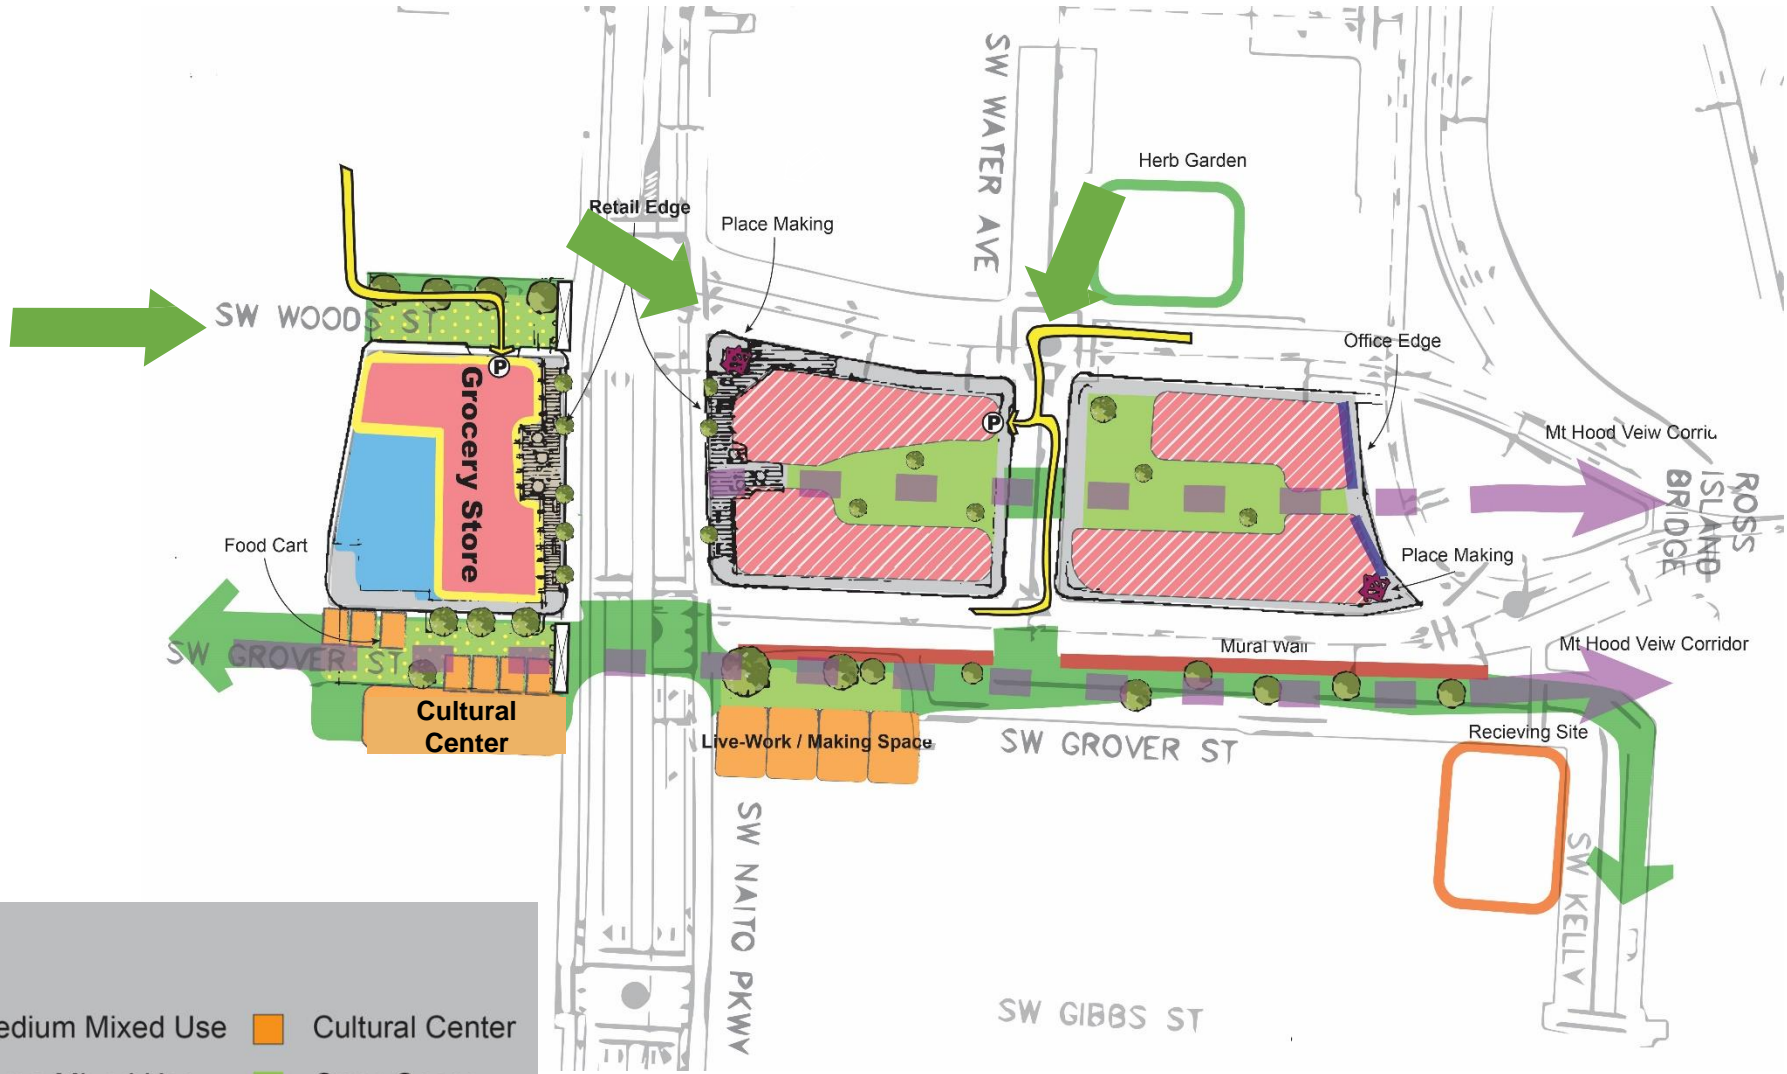 SW WATER AVE
Herb Garden
Retail Edge
Place Making
SW WOODS ST
Office Edge
P
Grocery Store
P
Mt Hood Veiw Corri
ROSS
ISLAND
BRIDGE
Food Cart
Place Making
SW GROVER ST
Mural Wall
Mt Hood Veiw Corridor
Cultural
Center
Live-Work / Making Space
SW GROVER ST
Recieving Site
SW NAITO PKWY
SW KELLY
SW GIBBS ST
edium Mixed Use
Cultural Center